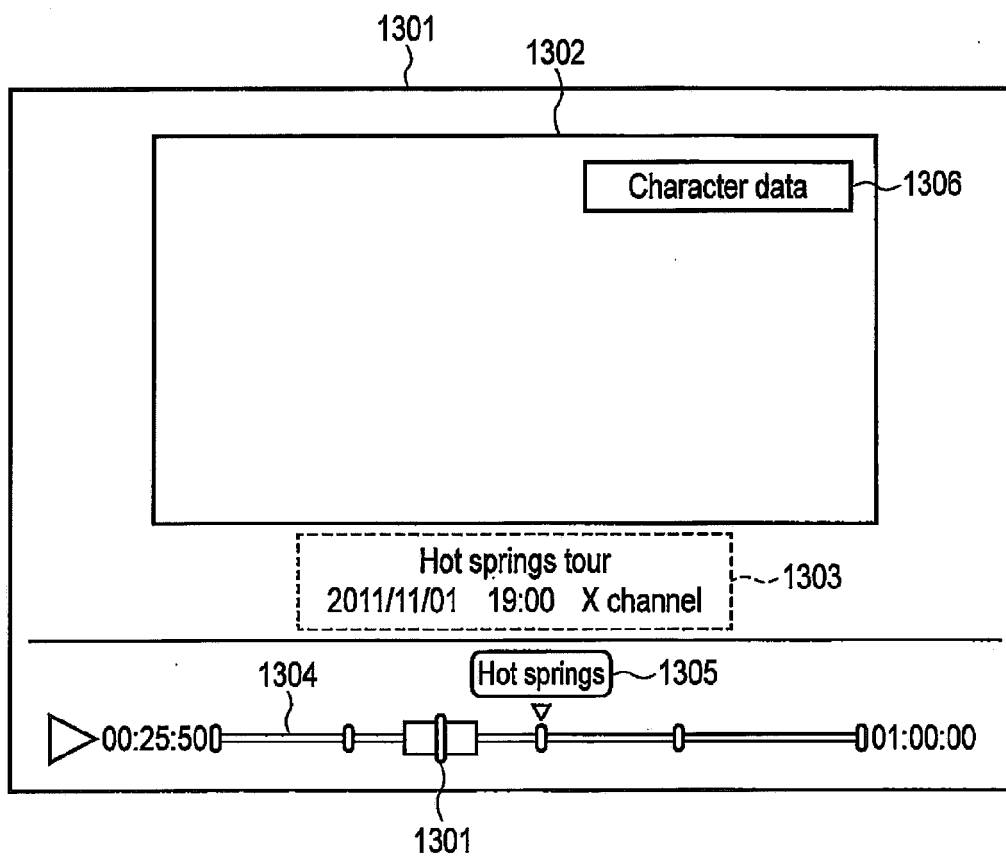 1301
1302
Character data
1306
Hot springs tour
2011/11/01 19:00 X channel
1303
1304
Hot springs
1305
00:25:50
01:00:00
1301